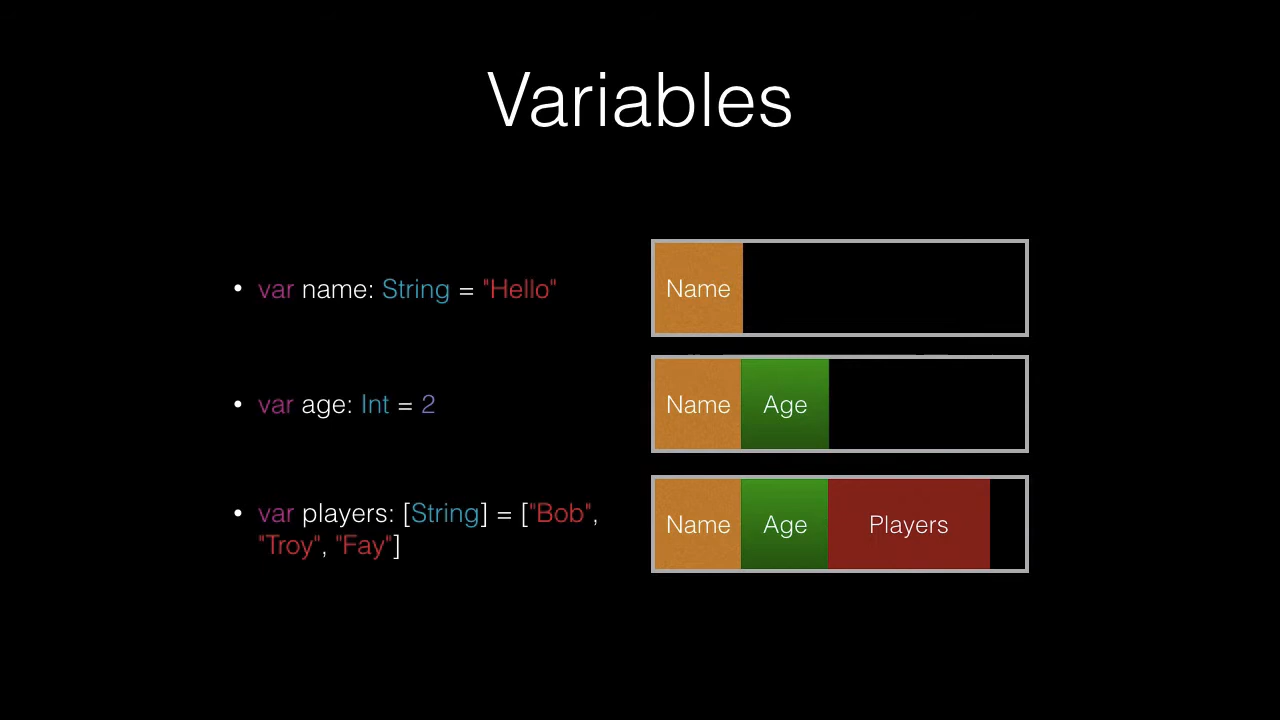 Variables
• var name: String = "Hello"
Name
• var age: Int = 2
Name Age
• var players: [String] = ["Bob",
"Troy", "Fay"]
Name Age Players